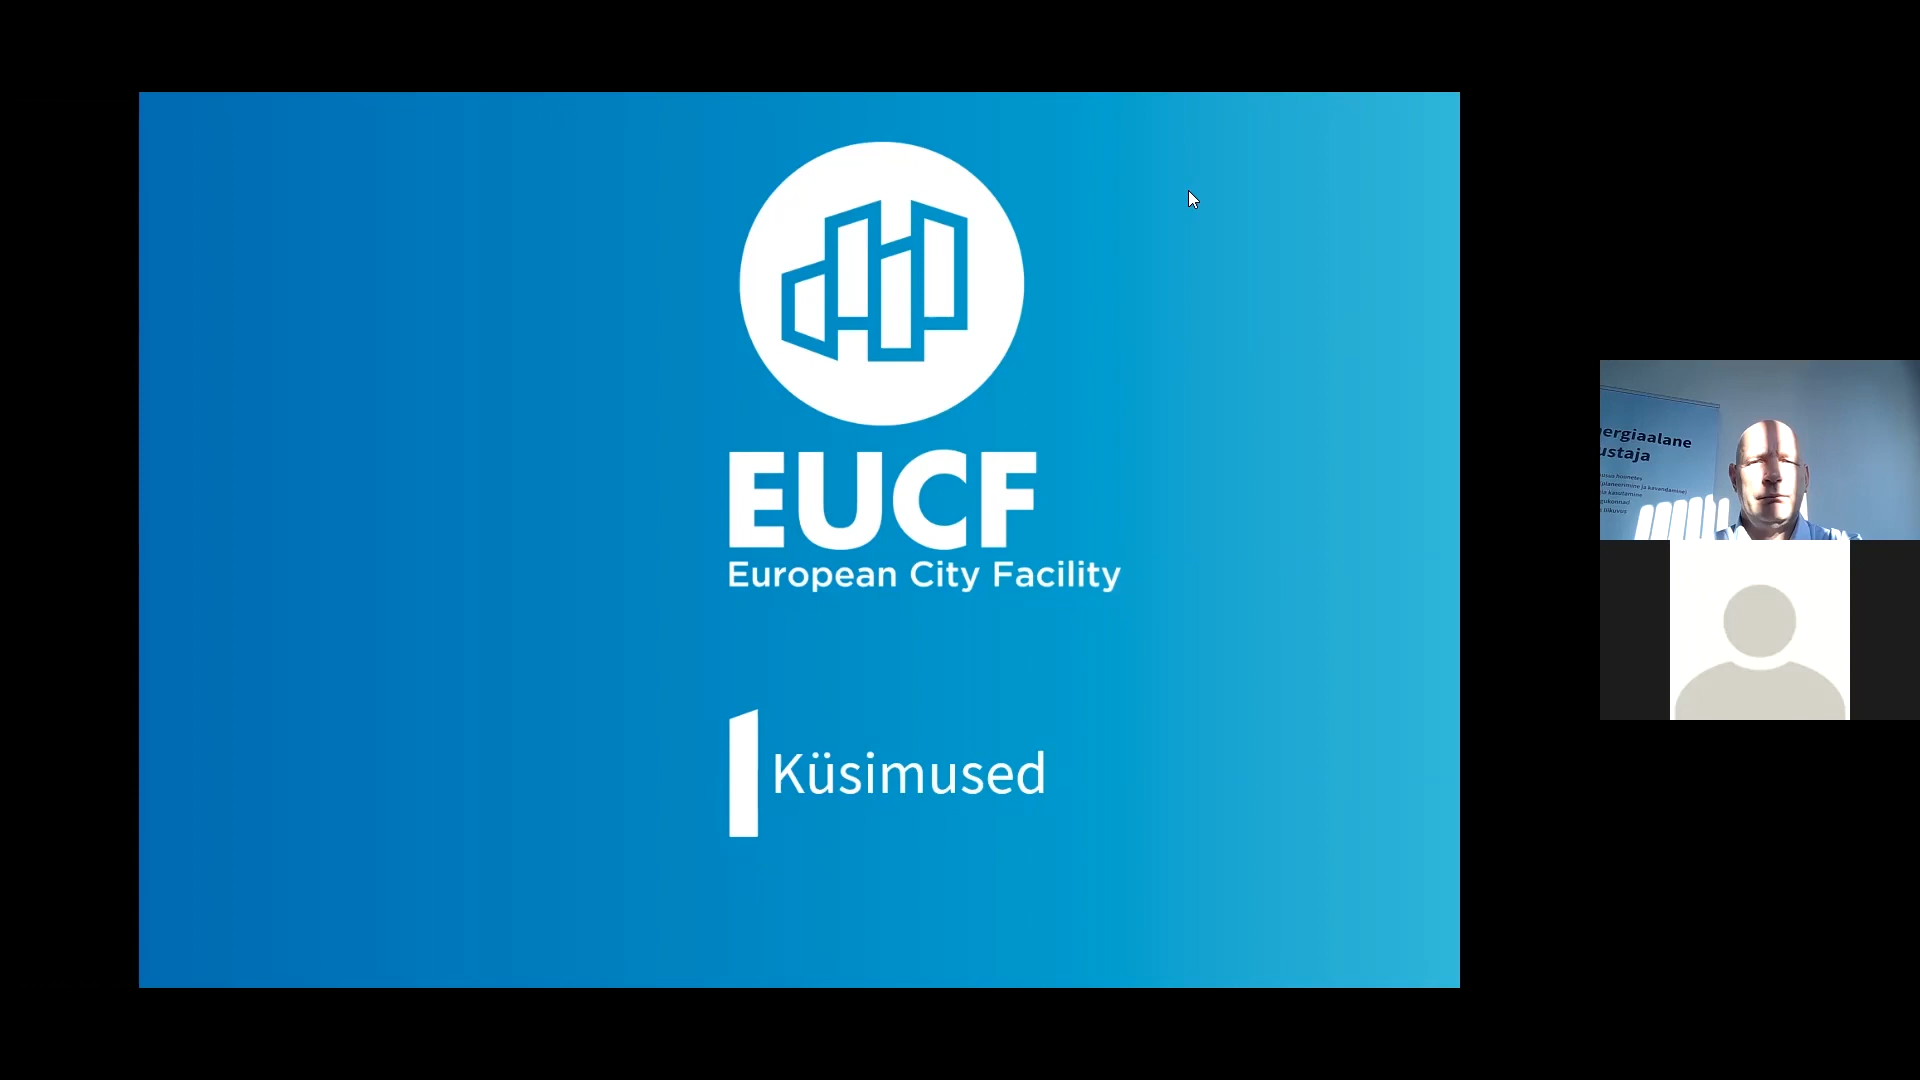 EUCF
European City Facility
Küsimused
ergiaalane
ustaja